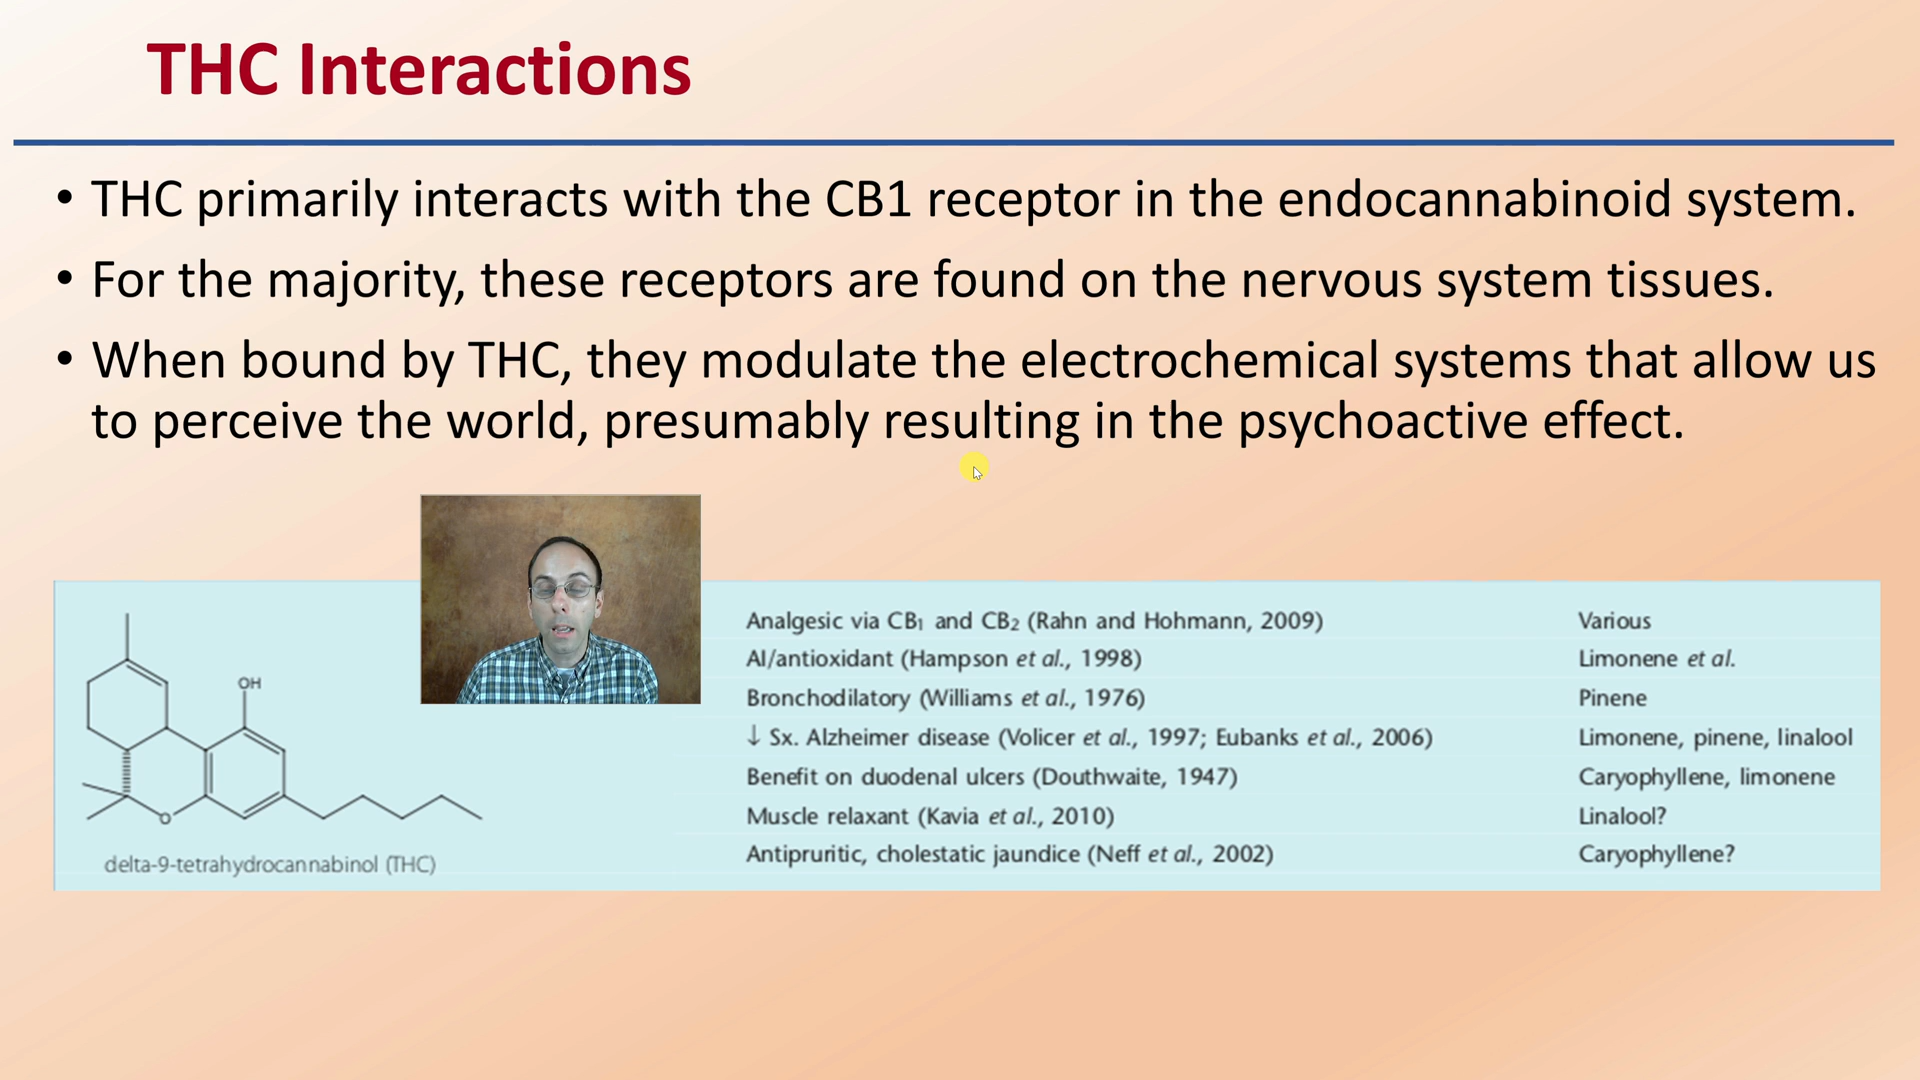 THC Interactions
• THC primarily interacts with the CB1 receptor in the endocannabinoid system.
• For the majority, these receptors are found on the nervous system tissues.
• When bound by THC, they modulate the electrochemical systems that allow us
to perceive the world, presumably resulting in the psychoactive effect.
OH
O
delta-9-tetrahydrocannabinol (THC)
Analgesic via CB₁ and CB₂ (Rahn and Hohmann, 2009) Various
AI/antioxidant (Hampson et al., 1998) Limonene et al.
Bronchodilatory (Williams et al., 1976) Pinene
↓ Sx. Alzheimer disease (Volicer et al., 1997; Eubanks et al., 2006) Limonene, pinene, linalool
Benefit on duodenal ulcers (Douthwaite, 1947) Caryophyllene, limonene
Muscle relaxant (Kavia et al., 2010) Linalool?
Antipruritic, cholestatic jaundice (Neff et al., 2002) Caryophyllene?